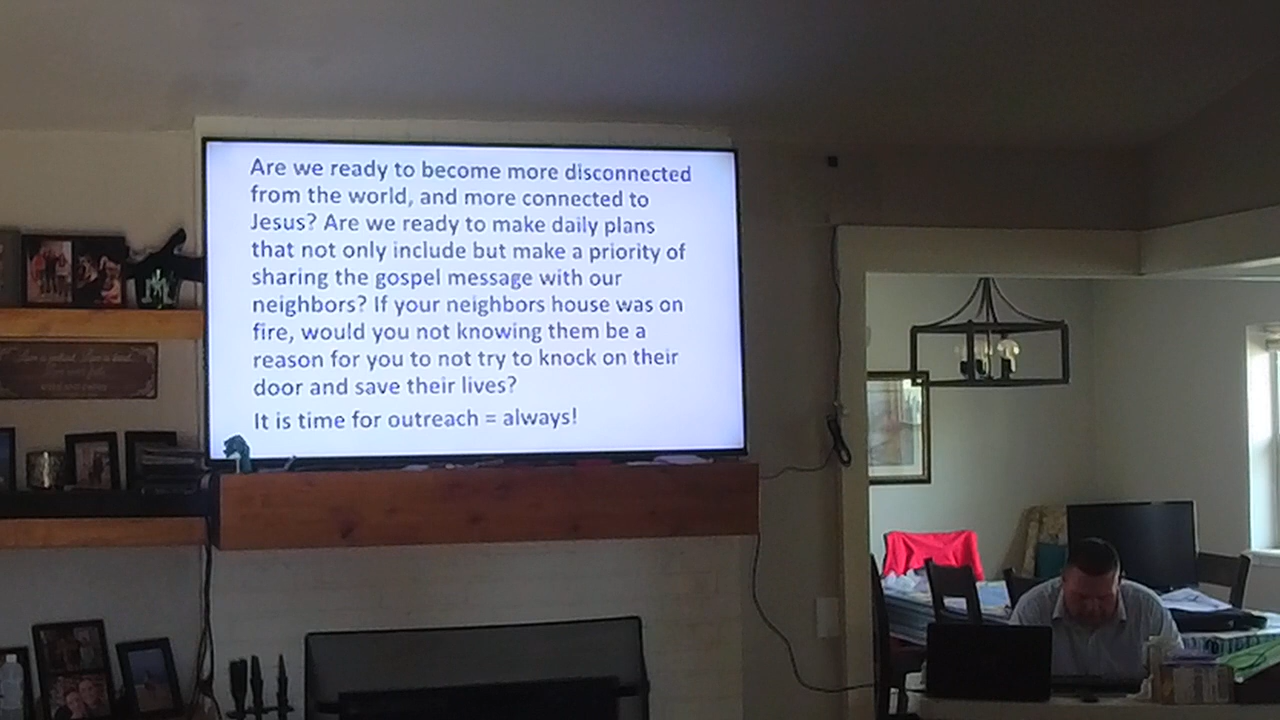 Are we ready to become more disconnected
from the world, and more connected to
Jesus? Are we ready to make daily plans
that not only include but make a priority of
sharing the gospel message with our
neighbors? If your neighbors house was on
fire, would you not knowing them be a
reason for you to not try to knock on their
door and save their lives?
It is time for outreach = always!